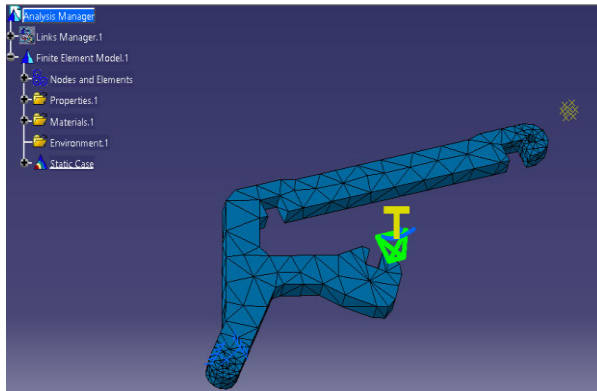 Analysis Manager
Links Manager.1
Finite Element Model.1
Nodes and Elements
Properties.1
Materials.1
Environment.1
Static Case